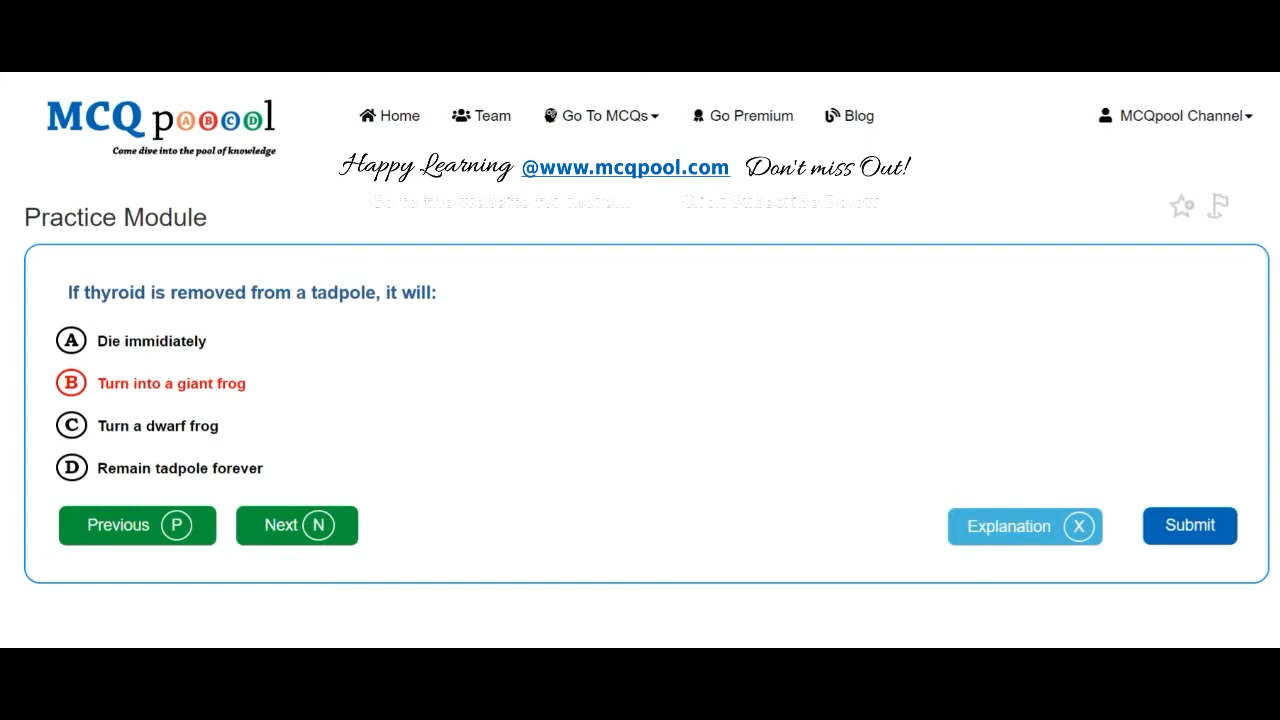 MCQ pABCDl
Come dive into the pool of knowledge
Home Team Go To MCQs Go Premium Blog MCQpool Channel
Happy Learning @www.mcqpool.com Don't miss Out!
Practice Module
If thyroid is removed from a tadpole, it will:
A Die immidiately
B Turn into a giant frog
C Turn a dwarf frog
D Remain tadpole forever
Previous P Next N Explanation X Submit